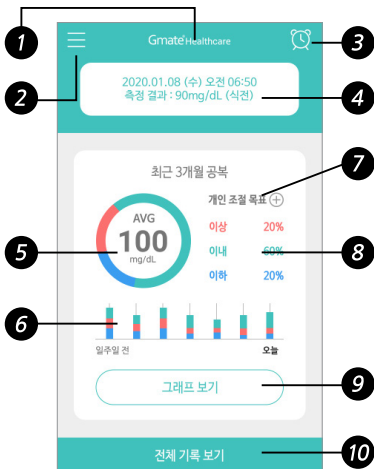 1
Gmate' Healthcare
3
2
2020.01.08 (수) 오전 06:50
측정 결과 : 90mg/dL (식전)
4
최근 3개월 공복
7
개인 조절 목표
AVG
100
mg/dL
5
이상 20%
이내 60%
8
이하 20%
6
일주일 전 오늘
그래프 보기
9
전체 기록 보기
10